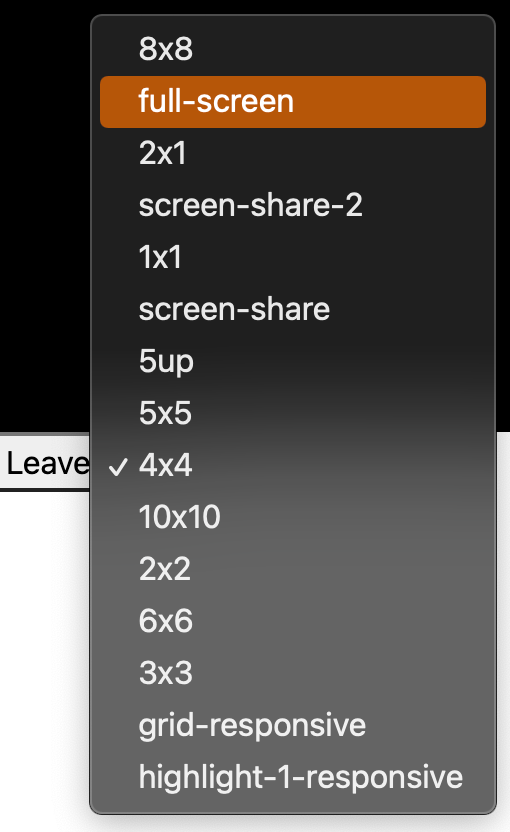 8x8
full-screen
2x1
screen-share-2
1x1
screen-share
5up
5x5
Leave
✓ 4x4
10x10
2x2
6x6
3x3
grid-responsive
highlight-1-responsive